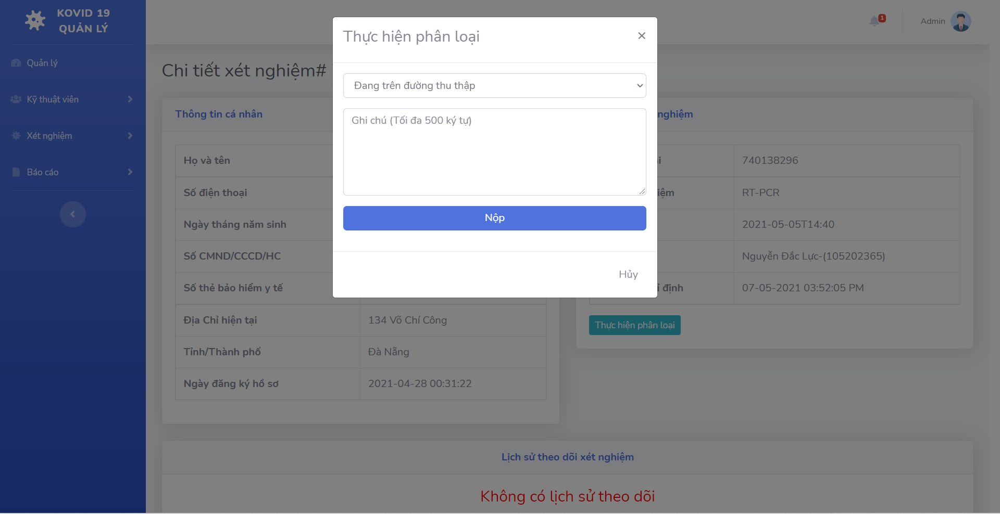 KOVID 19
QUẢN LÝ
Quản lý
Kỹ thuật viên
Xét nghiệm
Báo cáo
1
Admin
Chi tiết xét nghiệm#
Thực hiện phân loại
×
Đang trên đường thu thập
Ghi chú (Tối đa 500 ký tự)
Nộp
Hủy
Thông tin cá nhân
Họ và tên
Số điện thoại
Ngày tháng năm sinh
Số CMND/CCCD/HC
Số thẻ bảo hiểm y tế
Địa Chỉ hiện tại 134 Võ Chí Công
Tỉnh/Thành phố Đà Nẵng
Ngày đăng ký hồ sơ 2021-04-28 00:31:22
nghiệm
740138296
RT-PCR
2021-05-05T14:40
Nguyễn Đắc Lực-(105202365)
định 07-05-2021 03:52:05 PM
Thực hiện phân loại
Lịch sử theo dõi xét nghiệm
Không có lịch sử theo dõi